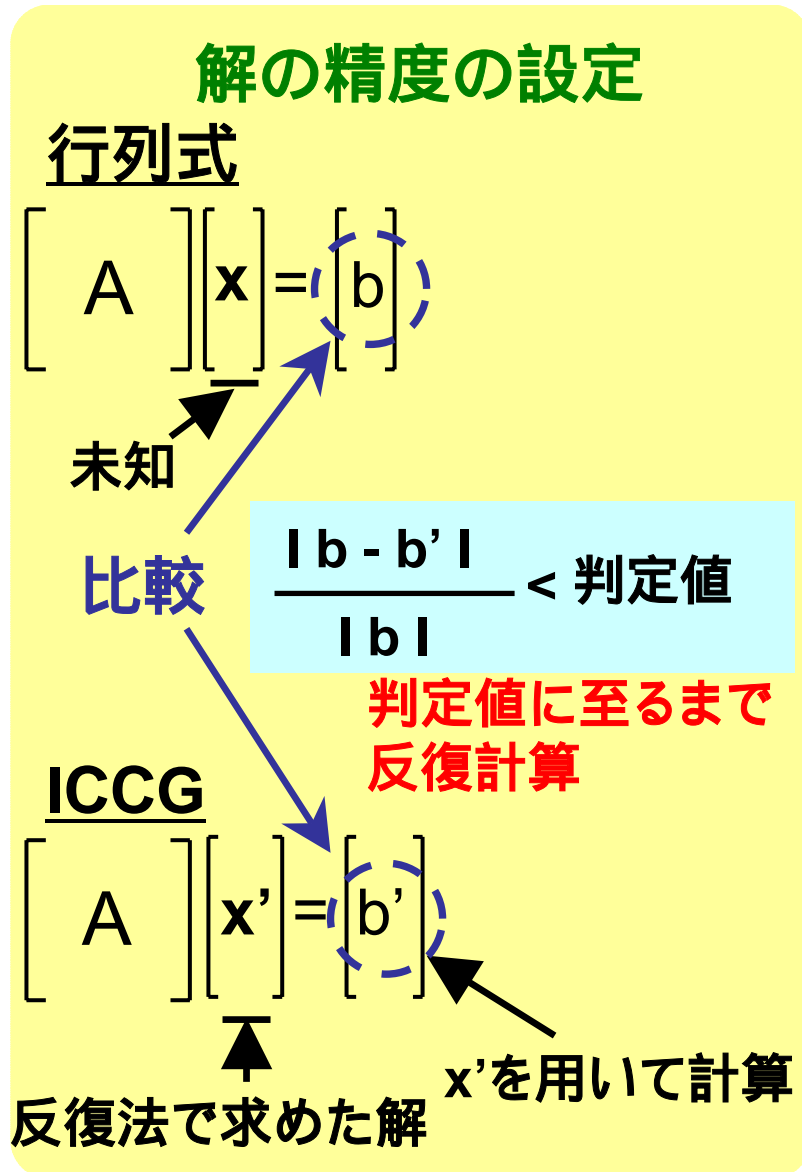 解の精度の設定
行列式
[ A ] [ x ] = [ b ]
未知
比較
I b - b’ I
I b I
< 判定値
判定値に至るまで
反復計算
ICCG
[ A ] [ x’ ] = [ b’ ]
x’を用いて計算
反復法で求めた解